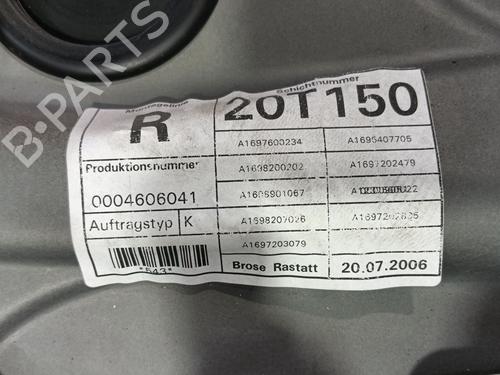 B-PARTS
Montagelinie
Schichtnummer
R
20T150
Produktionsnummer
0004606041
Auftragstyp K
A1697600234
A1695407705
A1698200202
A1697202479
A1698901067
A1698207026
A1697202825
A1697203079
*543*
Brose Rastatt
20.07.2006